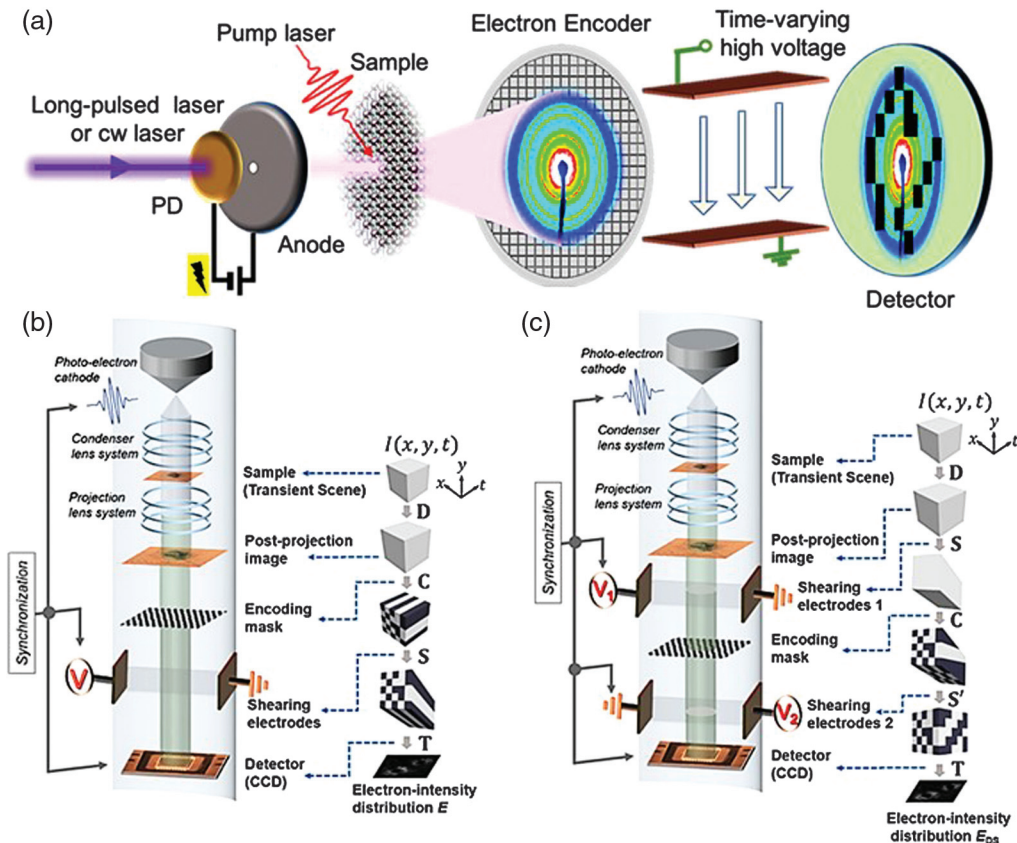 (a)
Pump laser
Sample
Electron Encoder
Time-varying
high voltage
Long-pulsed laser
or cw laser
PD
Anode
Detector
(b)
Photo-electron
cathode
Condenser
lens system
I(x, y, t)
Sample
(Transient Scene)
x
y
t
D
Projection
lens system
Post-projection
image
C
Synchronization
Encoding
mask
S
V
Shearing
electrodes
T
Detector
(CCD)
Electron-intensity
distribution E
(c)
Photo-electron
cathode
I(x, y, t)
Condenser
lens system
x
y
t
Sample
(Transient Scene)
D
Projection
lens system
Post-projection
image
S
Synchronization
V1
Shearing
electrodes 1
C
Encoding
mask
S'
V2
Shearing
electrodes 2
Detector
(CCD)
T
Electron-intensity
distribution EDS